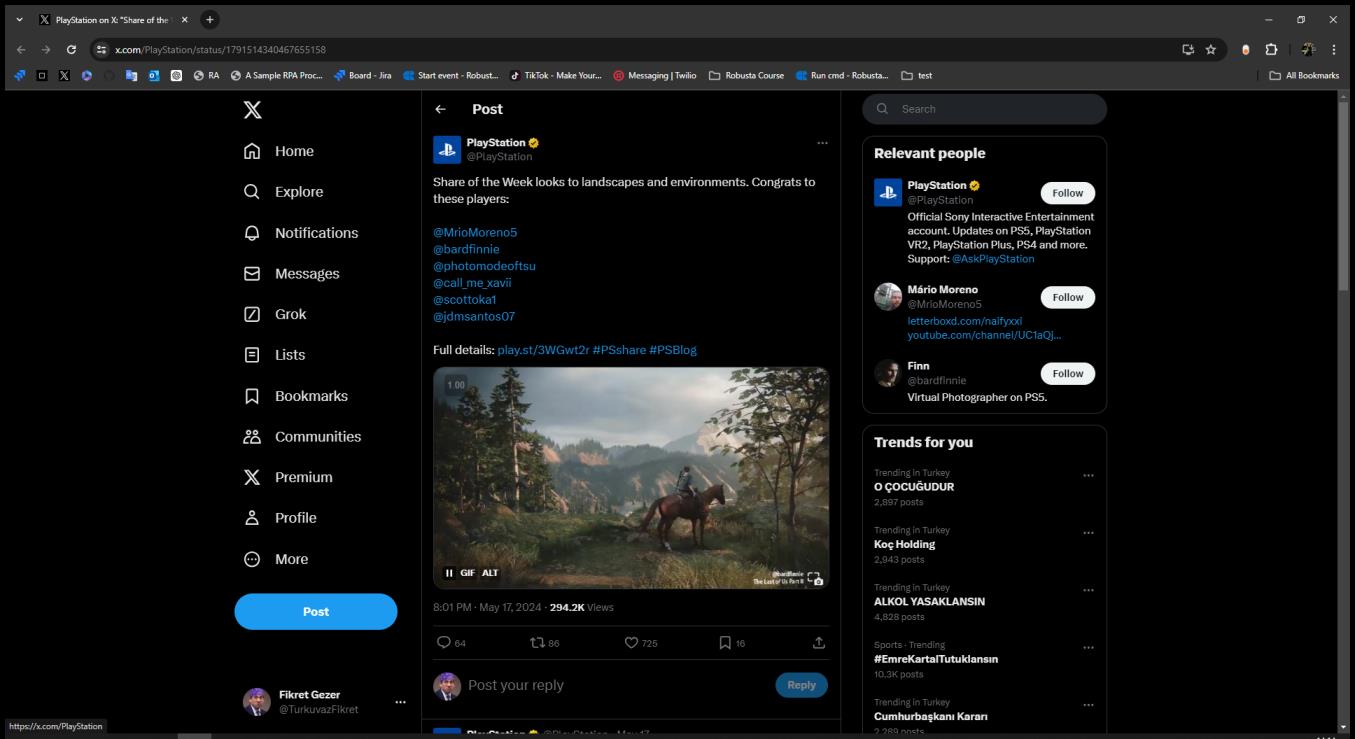 PlayStation on X: "Share of the
x.com/PlayStation/status/1791514340467655158
RA
A Sample RPA Proc...
Board - Jira
Start event - Robust...
TikTok - Make Your...
Messaging | Twilio
Robusta Course
Run cmd - Robusta...
test
All Bookmarks
Home
Explore
Notifications
Messages
Grok
Lists
Bookmarks
Communities
Premium
Profile
More
Post
Fikret Gezer
@TurkuvazFikret
https://x.com/PlayStation
Post
PlayStation
@PlayStation
Share of the Week looks to landscapes and environments. Congrats to
these players:
@MrioMoreno5
@bardfinnie
@photomodeoftsu
@call_me_xavii
@scottoka1
@jdmsantos07
Full details: play.st/3WGwt2r #PSshare #PSBlog
1.00
GIF ALT
@bardfinnie
The Last of Us Part II
8:01 PM · May 17, 2024 · 294.2K Views
64
86
725
16
Post your reply
Reply
PlayStation @PlayStation · May 17
Search
Relevant people
PlayStation
@PlayStation
Follow
Official Sony Interactive Entertainment
account. Updates on PS5, PlayStation
VR2, PlayStation Plus, PS4 and more.
Support: @AskPlayStation
Mário Moreno
@MrioMoreno5
Follow
letterboxd.com/naifyxxi
youtube.com/channel/UC1aQj...
Finn
@bardfinnie
Follow
Virtual Photographer on PS5.
Trends for you
Trending in Turkey
O ÇOCUĞUDUR
2,897 posts
Trending in Turkey
Koç Holding
2,943 posts
Trending in Turkey
ALKOL YASAKLANSIN
4,828 posts
Sports · Trending
#EmreKartalTutuklansın
10.3K posts
Trending in Turkey
Cumhurbaşkanı Kararı
2,269 posts